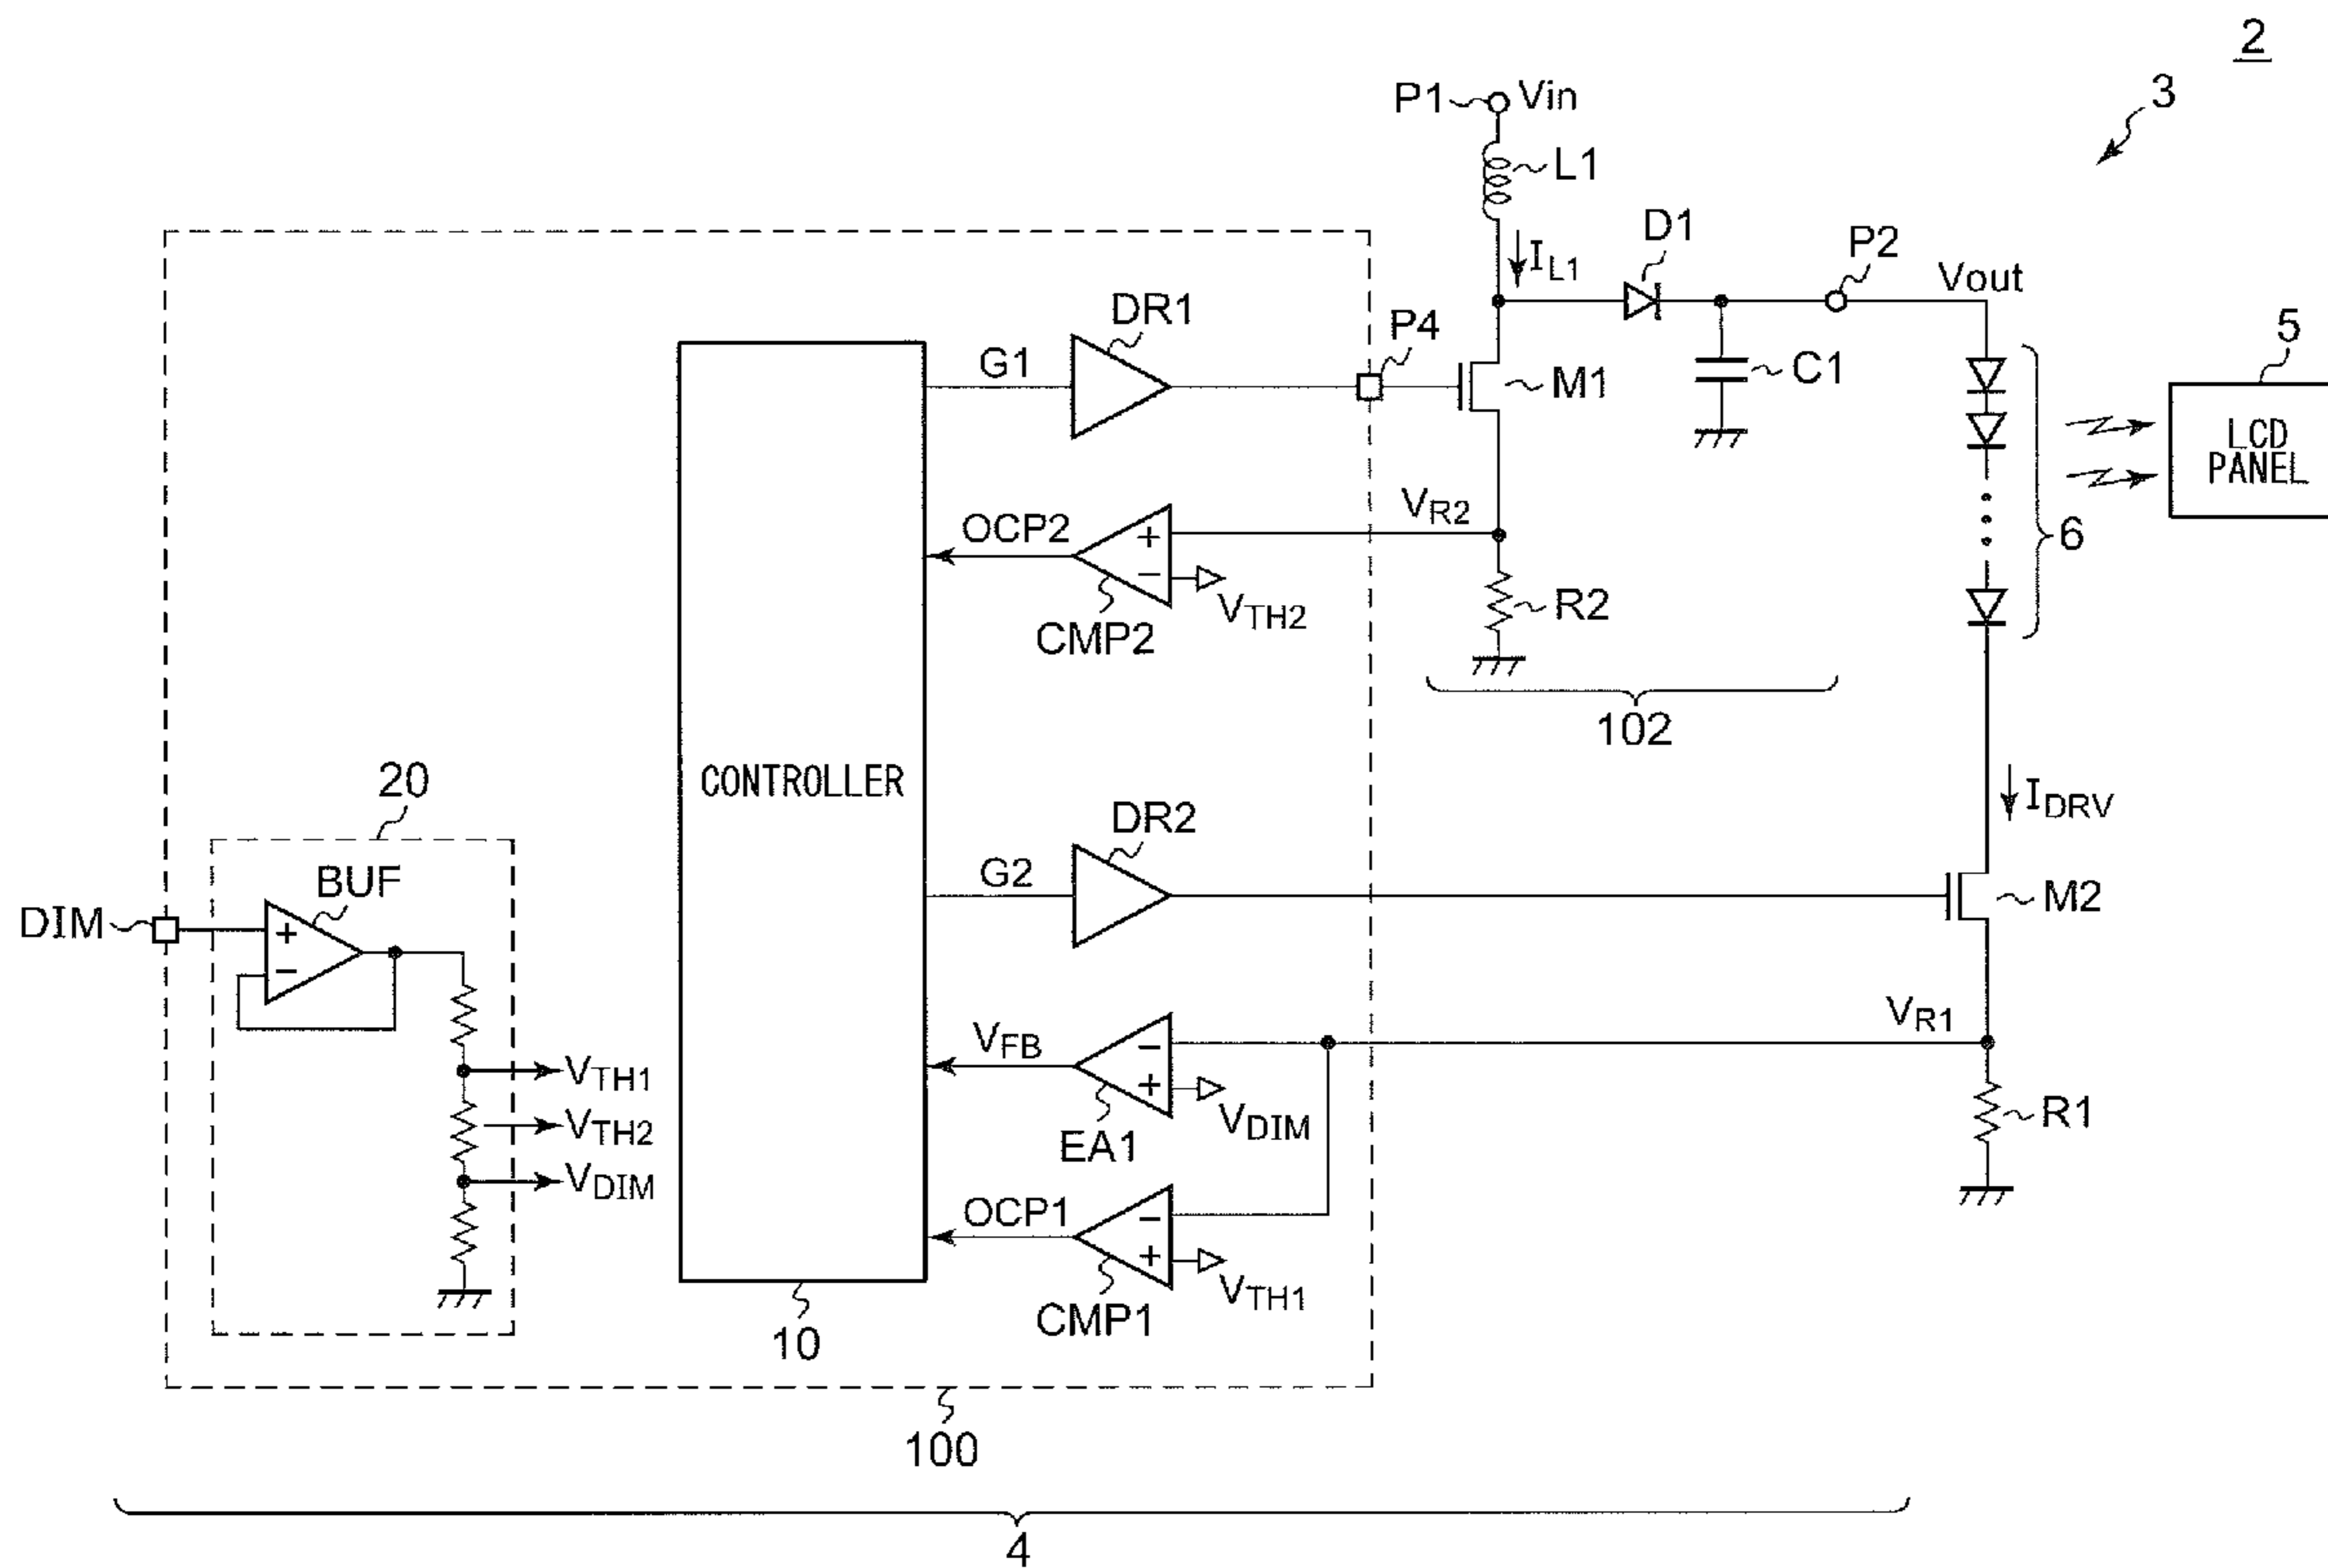 2
3
P1
Vin
L1
IL1
D1
P2
Vout
5
LCD
PANEL
DR1
P4
G1
M1
C1
6
OCP2
+
−
VR2
VTH2
CMP2
R2
102
CONTROLLER
20
IDRV
DR2
BUF
G2
M2
DIM
+
−
VR1
VFB
−
+
VTH1
VDIM
VTH2
EA1
R1
VDIM
OCP1
−
+
VTH1
CMP1
10
100
4